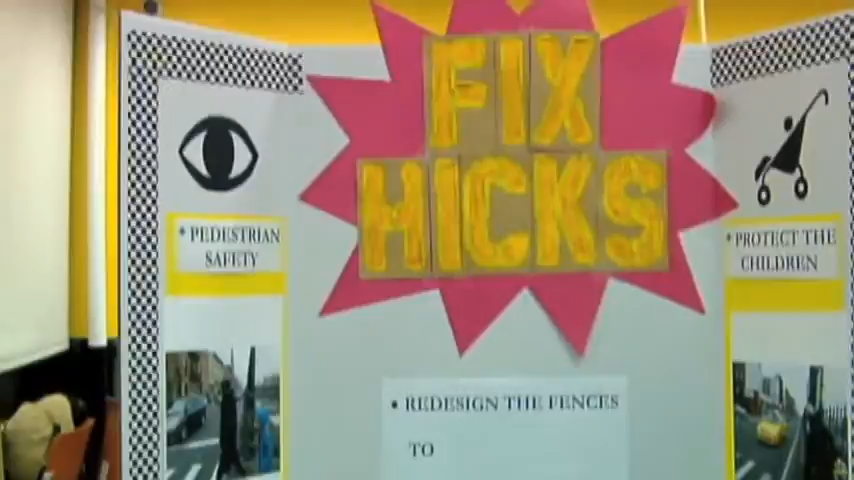 FIX
HICKS
* PEDESTRIAN
SAFETY
* PROTECT THE
CHILDREN
• REDESIGN THE FENCES
TO